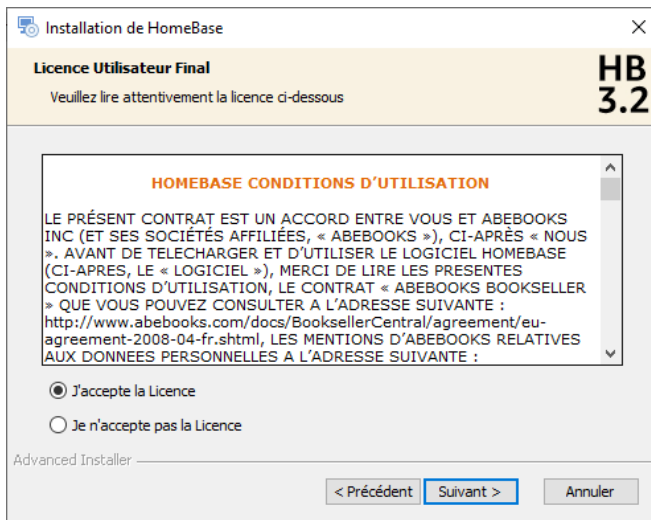 Installation de HomeBase
Licence Utilisateur Final
Veuillez lire attentivement la licence ci-dessous
HB
3.2
HOMEBASE CONDITIONS D’UTILISATION
LE PRÉSENT CONTRAT EST UN ACCORD ENTRE VOUS ET ABEBOOKS
INC (ET SES SOCIÉTÉS AFFILIÉES, « ABEBOOKS »), CI-APRÈS « NOUS
». AVANT DE TELECHARGER ET D’UTILISER LE LOGICIEL HOMEBASE
(CI-APRES, LE « LOGICIEL »), MERCI DE LIRE LES PRESENTES
CONDITIONS D’UTILISATION, LE CONTRAT « ABEBOOKS BOOKSELLER
» QUE VOUS POUVEZ CONSULTER A L’ADRESSE SUIVANTE :
http://www.abebooks.com/docs/BooksellerCentral/agreement/eu-
agreement-2008-04-fr.shtml, LES MENTIONS D’ABEBOOKS RELATIVES
AUX DONNEES PERSONNELLES A L’ADRESSE SUIVANTE :
J'accepte la Licence
Je n'accepte pas la Licence
Advanced Installer
< Précédent
Suivant >
Annuler